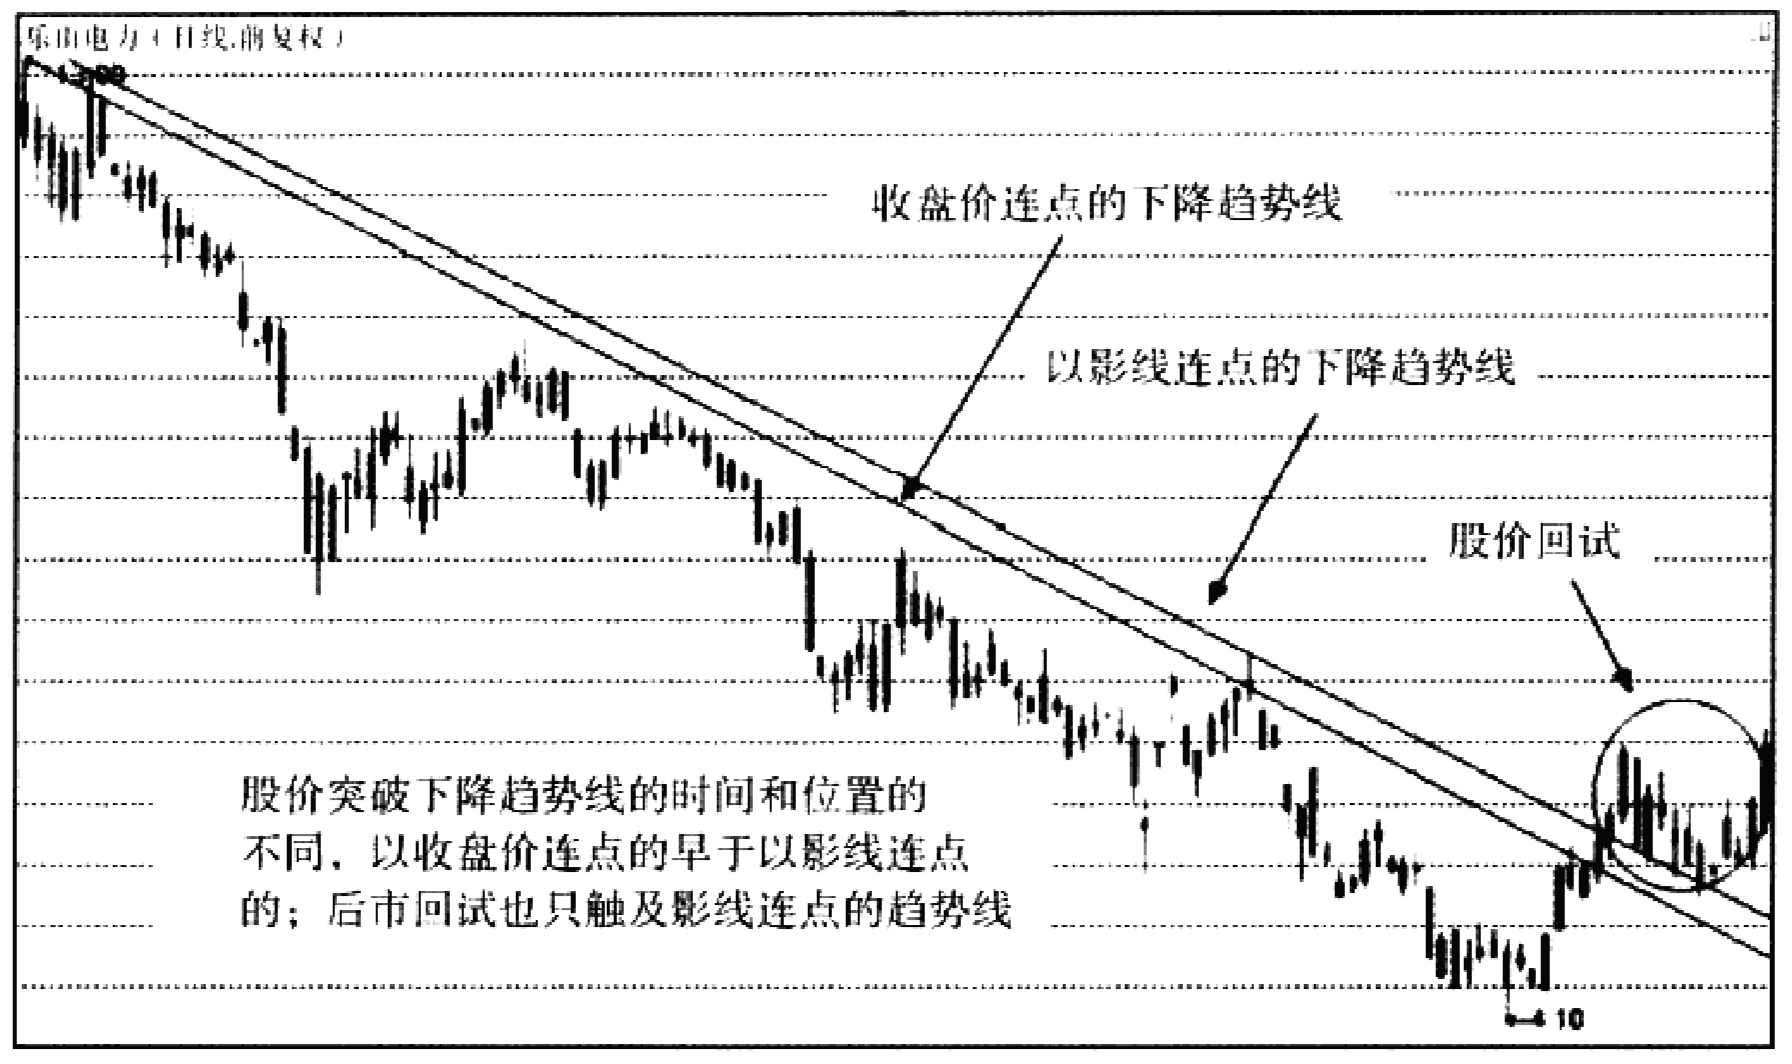 乐山电力(日线.前复权)
收盘价连点的下降趋势线
以影线连点的下降趋势线
股价回试
股价突破下降趋势线的时间和位置的
不同，以收盘价连点的早于以影线连点
的；后市回试也只触及影线连点的趋势线
4 10